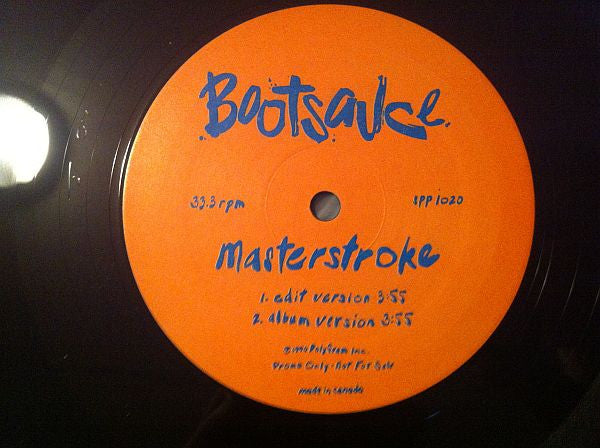 Bootsauce
33.3 rpm
SPP 1020
Masterstroke
1. edit version 3:55
2. album version 3:55
℗1990 PolyGram Inc.
Promo Only - Not For Sale
made in canada